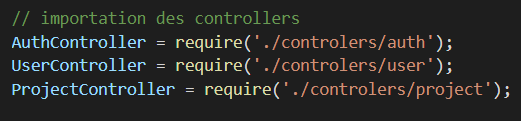 // importation des controllers
AuthController = require('./controlers/auth');
UserController = require('./controlers/user');
ProjectController = require('./controlers/project');